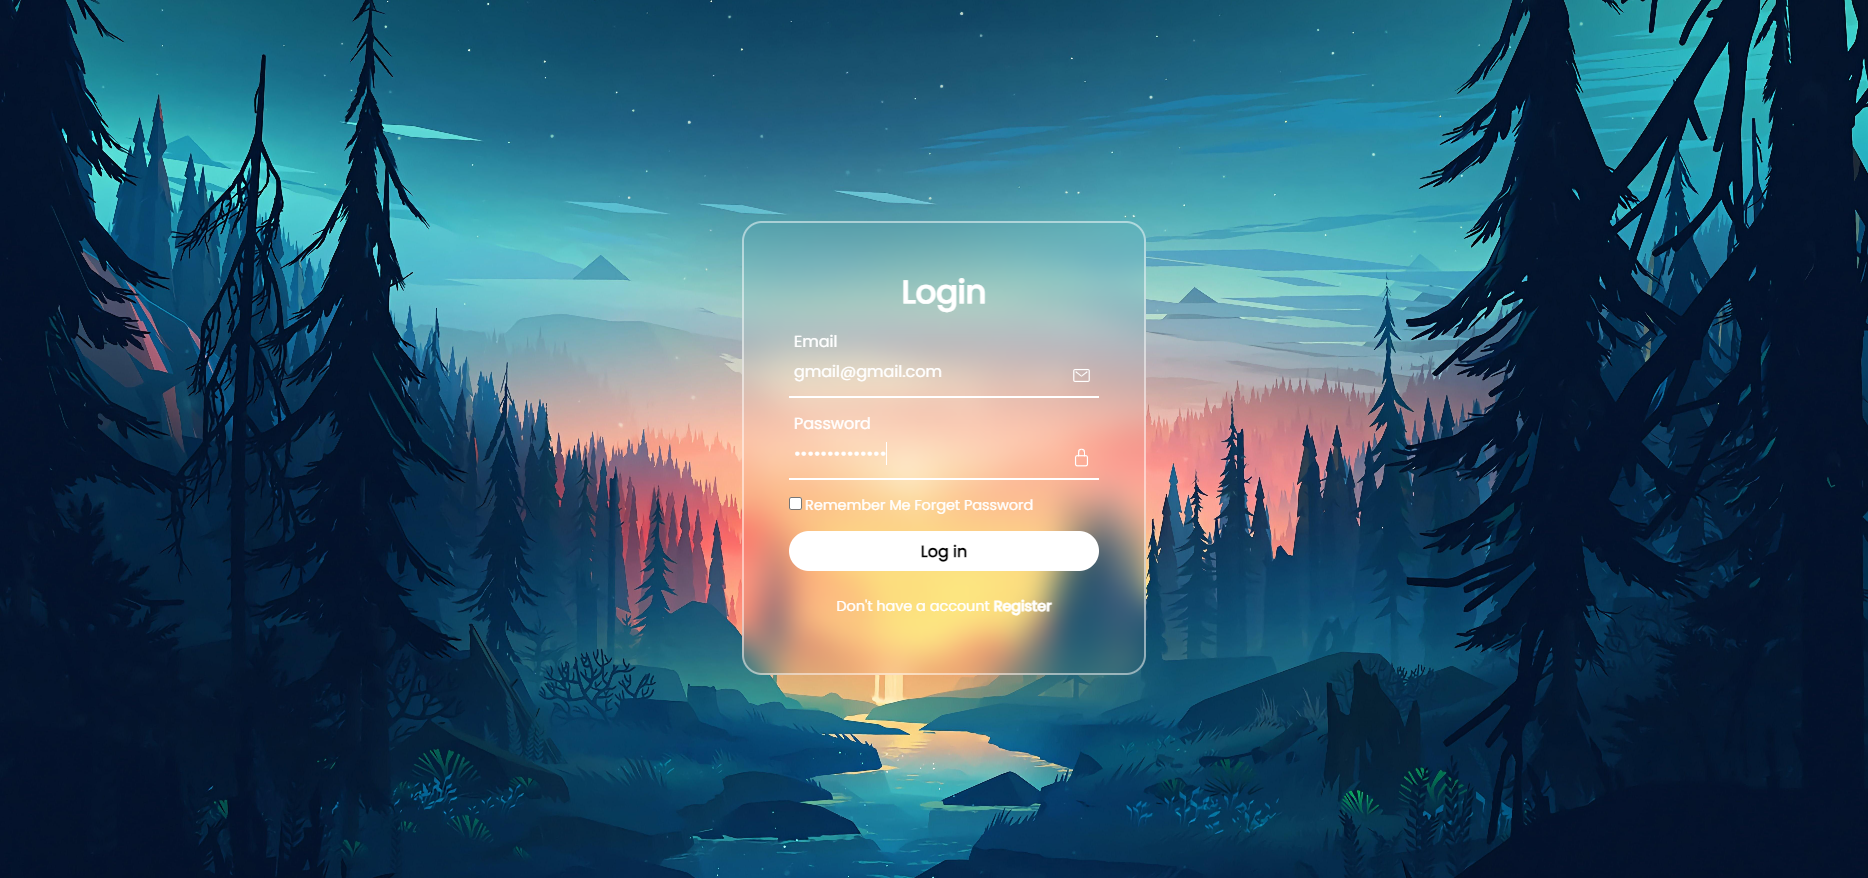 Login
Email
gmail@gmail.com
Password
••••••••••••••
Remember Me Forget Password
Log in
Don't have a account Register